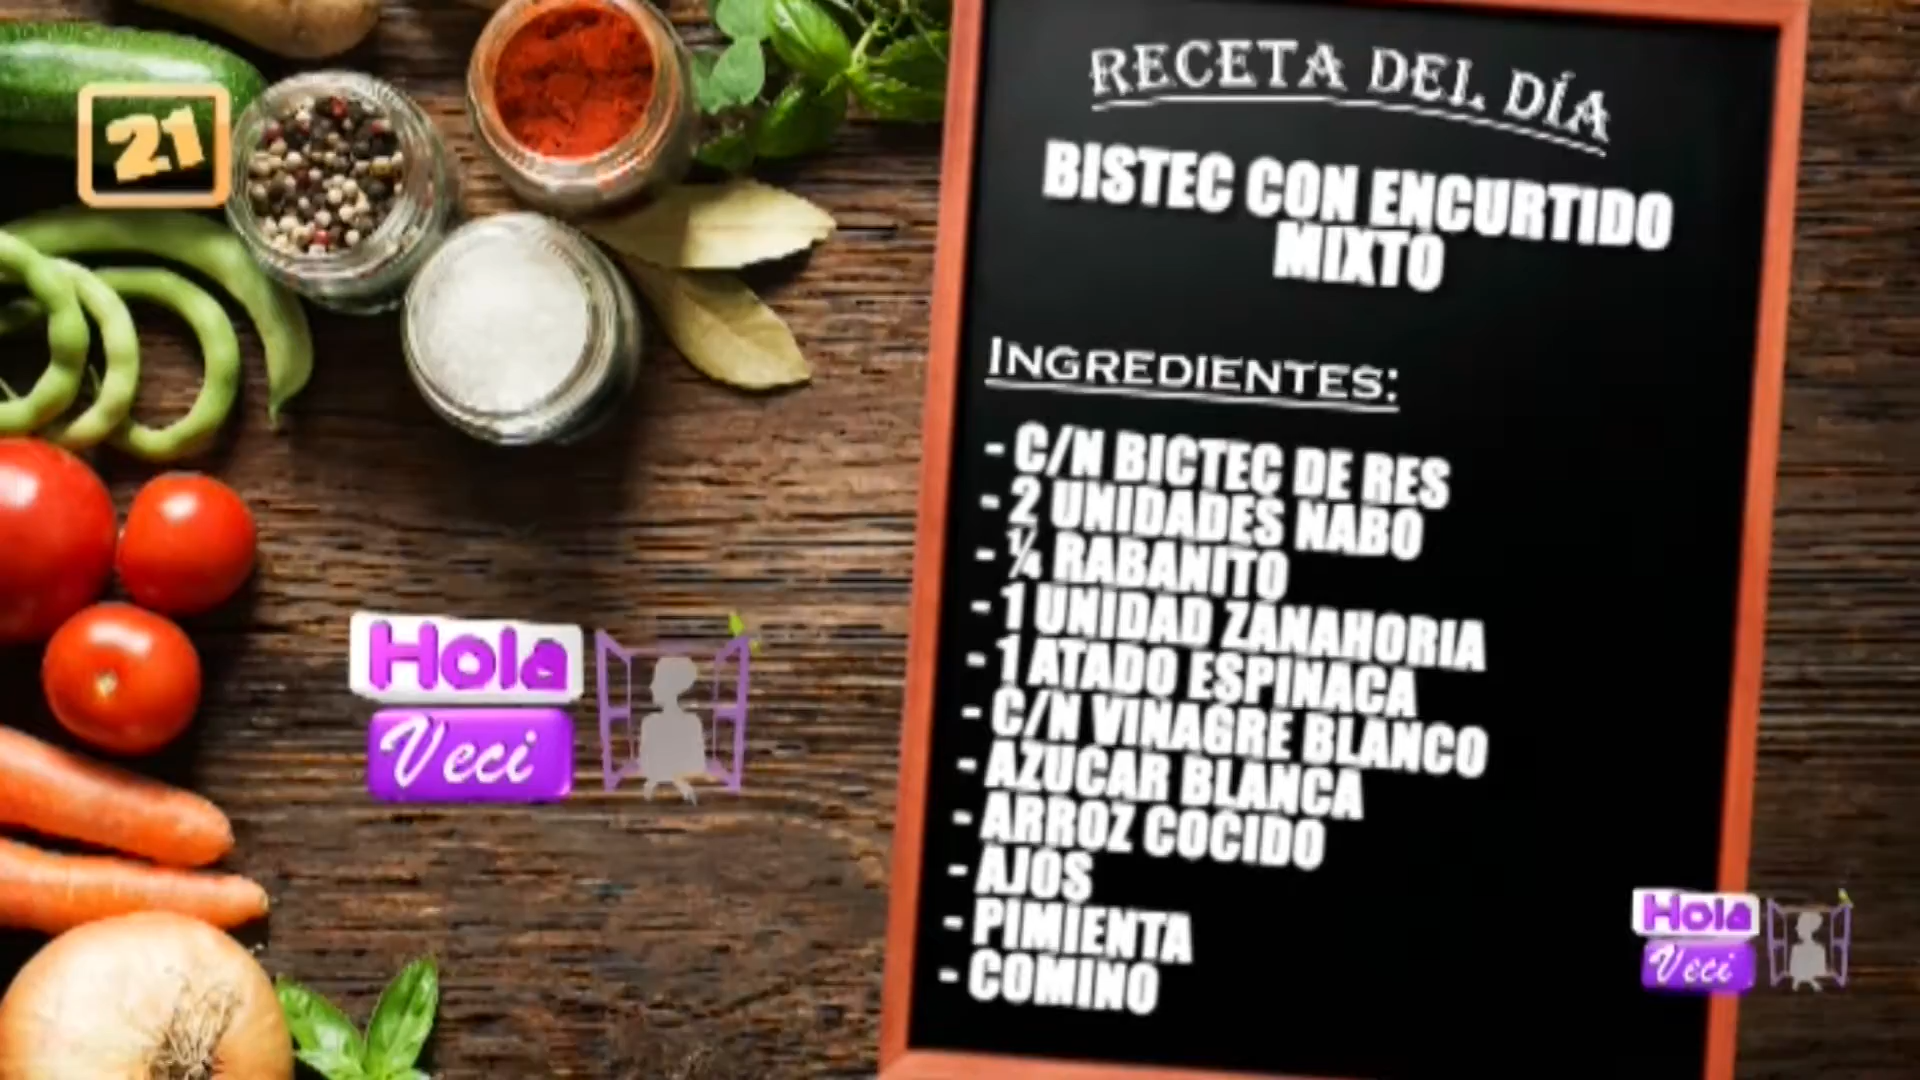 21
RECETA DEL DÍA
BISTEC CON ENCURTIDO
MIXTO
INGREDIENTES:
- C/N BICTEC DE RES
- 2 UNIDADES NABO
- ¼ RABANITO
- 1 UNIDAD ZANAHORIA
- 1 ATADO ESPINACA
- C/N VINAGRE BLANCO
- AZUCAR BLANCA
- ARROZ COCIDO
- AJOS
- PIMIENTA
- COMINO
Hola
Veci
Hola
Veci